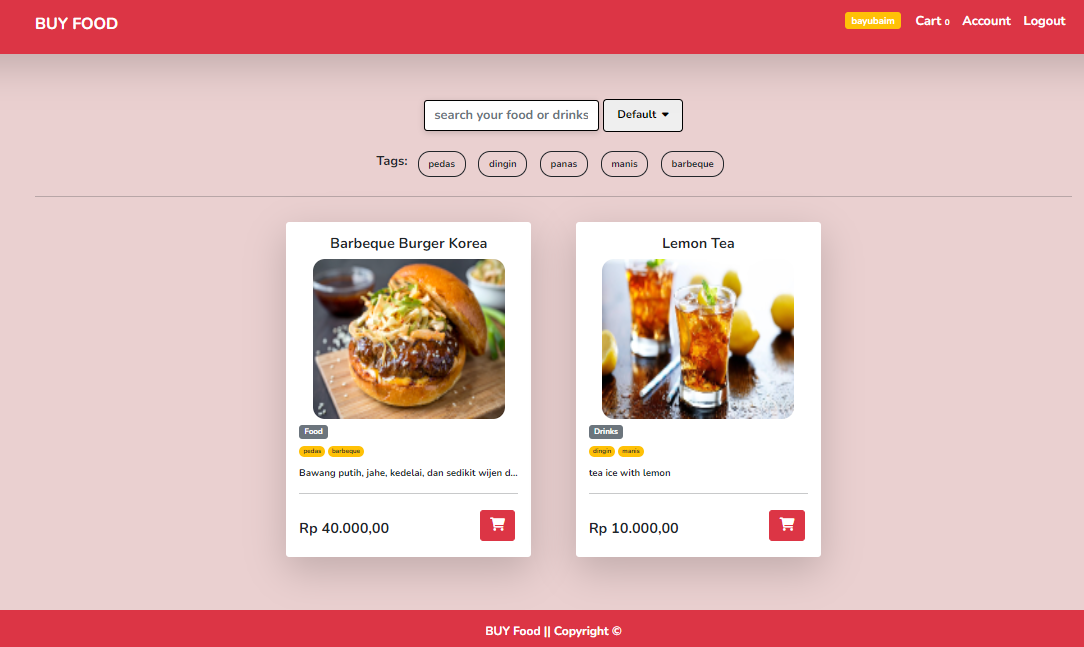 BUY FOOD
bayubaim Cart 0 Account Logout
search your food or drinks Default
Tags: pedas dingin panas manis barbeque
Barbeque Burger Korea
Food
pedas barbeque
Bawang putih, jahe, kedelai, dan sedikit wijen d...
Rp 40.000,00
Lemon Tea
Drinks
dingin manis
tea ice with lemon
Rp 10.000,00
BUY Food || Copyright ©